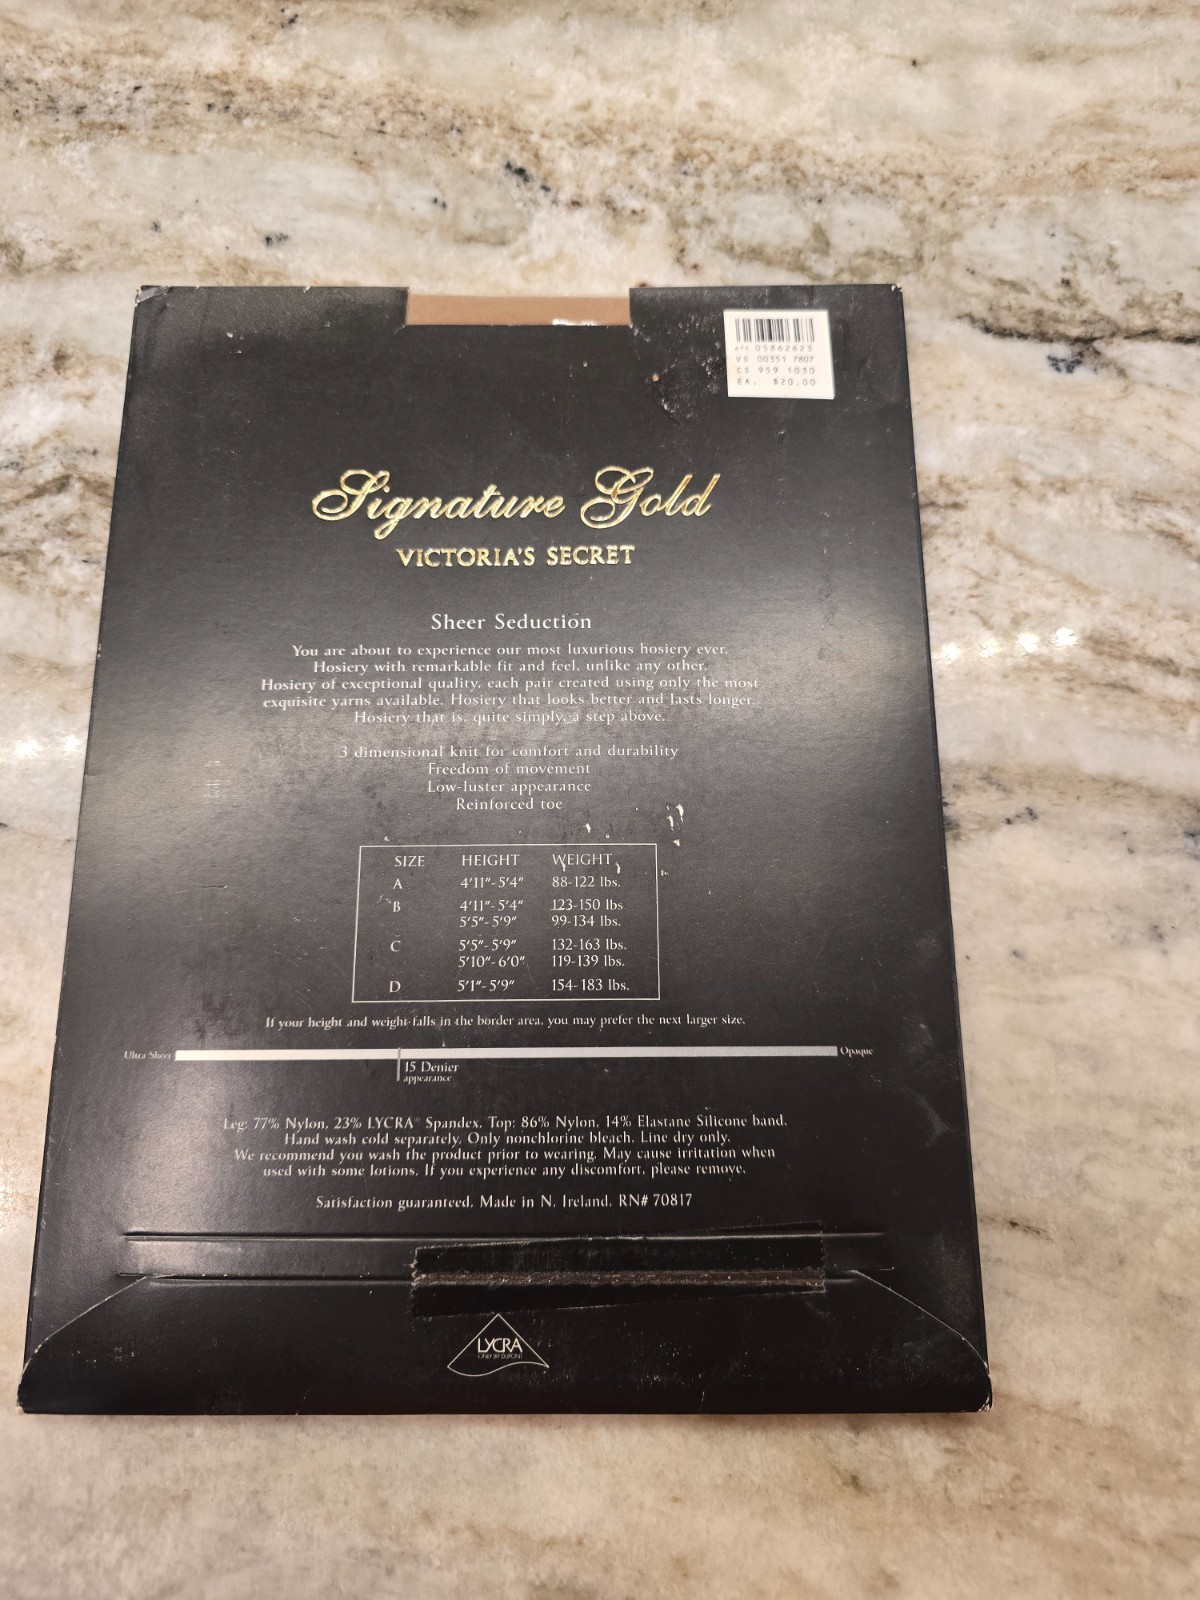 05862623
VS 00351 7807
CS 959 1030
EA. $20.00
Signature Gold
VICTORIA'S SECRET
Sheer Seduction
You are about to experience our most luxurious hosiery ever.
Hosiery with remarkable fit and feel, unlike any other.
Hosiery of exceptional quality, each pair created using only the most
exquisite yarns available. Hosiery that looks better and lasts longer.
Hosiery that is, quite simply, a step above.
3 dimensional knit for comfort and durability
Freedom of movement
Low-luster appearance
Reinforced toe
SIZE HEIGHT WEIGHT
A 4'11"-5'4" 88-122 lbs.
B 4'11"-5'4" 123-150 lbs
5'5"-5'9" 99-134 lbs.
C 5'5"-5'9" 132-163 lbs.
5'10"-6'0" 119-139 lbs.
D 5'1"-5'9" 154-183 lbs.
If your height and weight falls in the border area, you may prefer the next larger size.
Ultra Sheer Opaque
15 Denier
appearance
Leg: 77% Nylon, 23% LYCRA® Spandex. Top: 86% Nylon, 14% Elastane Silicone band.
Hand wash cold separately. Only nonchlorine bleach. Line dry only.
We recommend you wash the product prior to wearing. May cause irritation when
used with some lotions. If you experience any discomfort, please remove.
Satisfaction guaranteed. Made in N. Ireland. RN# 70817
LYCRA
ONLY BY DUPONT